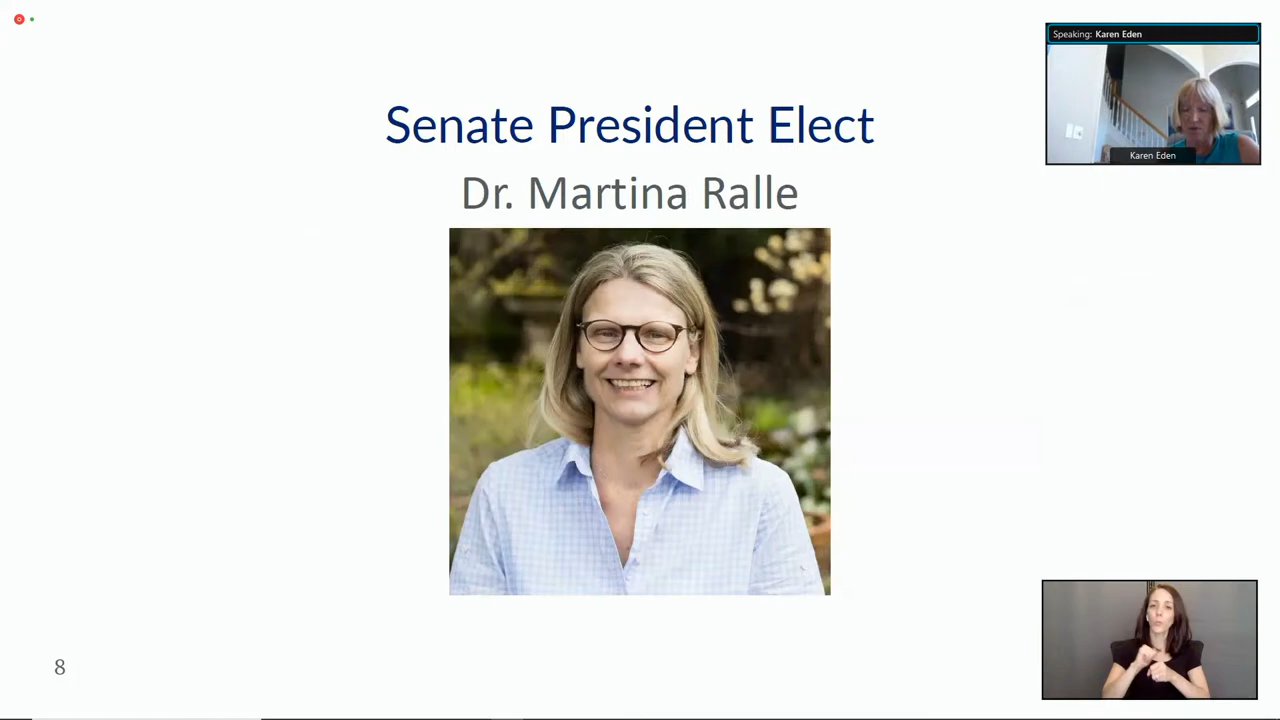 Speaking: Karen Eden
Senate President Elect
Karen Eden
Dr. Martina Ralle
8